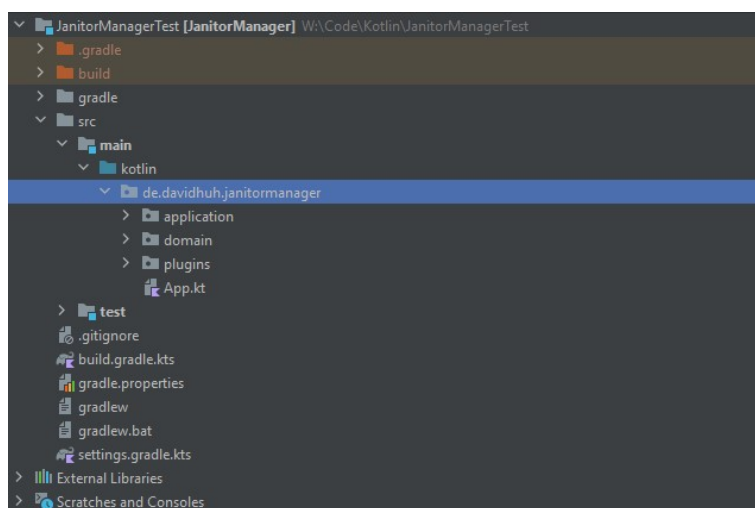 JanitorManagerTest [JanitorManager] W:\Code\Kotlin\JanitorManagerTest
.gradle
build
gradle
src
main
kotlin
de.davidhuh.janitormanager
application
domain
plugins
App.kt
test
.gitignore
build.gradle.kts
gradle.properties
gradlew
gradlew.bat
settings.gradle.kts
External Libraries
Scratches and Consoles